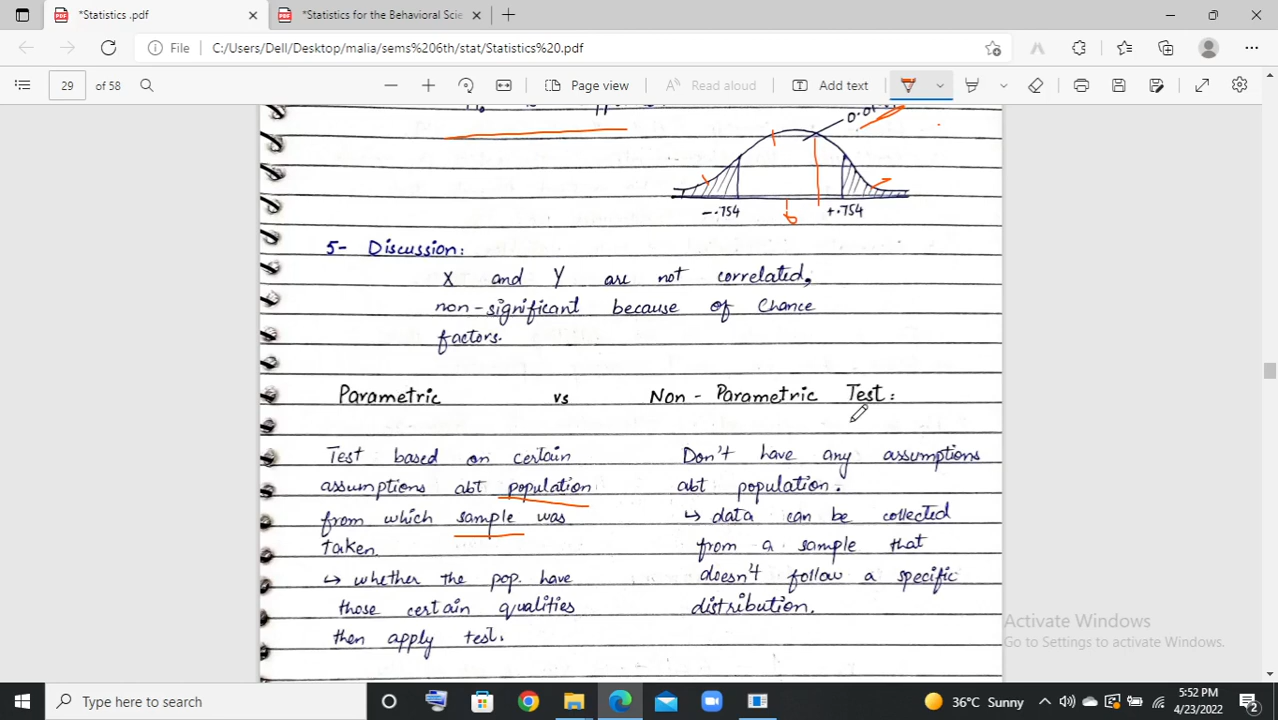 *Statistics .pdf
*Statistics for the Behavioral Scie
File
C:/Users/Dell/Desktop/malia/sems%206th/stat/Statistics%20.pdf
29 of 58
Page view
Read aloud
Add text
-.754
+.754
5- Discussion:
X and Y are not correlated,
non-significant because of Chance
factors.
Parametric vs Non-Parametric Test:
Test based on certain
assumptions abt population
from which sample was
taken.
↳ whether the pop. have
those certain qualities
then apply test.
Don't have any assumptions
abt population.
↳ data can be collected
from a sample that
doesn't follow a specific
distribution.
Activate Windows
Go to Settings to activate Windows.
Type here to search
36°C Sunny
5:52 PM
4/23/2022
2